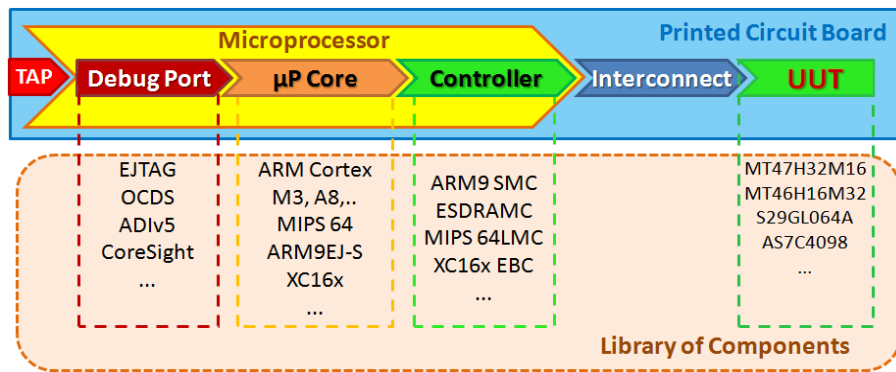 Microprocessor
Printed Circuit Board
TAP
Debug Port
µP Core
Controller
Interconnect
UUT
EJTAG
OCDS
ADIv5
CoreSight
...
ARM Cortex
M3, A8,..
MIPS 64
ARM9EJ-S
XC16x
...
ARM9 SMC
ESDRAMC
MIPS 64LMC
XC16x EBC
...
MT47H32M16
MT46H16M32
S29GL064A
AS7C4098
...
Library of Components